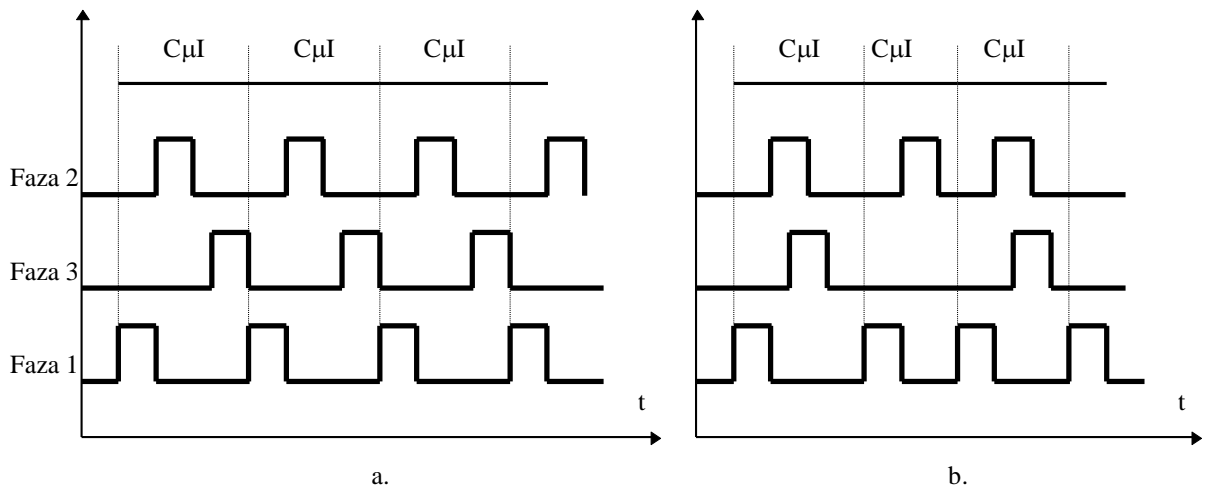 CμI CμI CμI
Faza 2
Faza 3
Faza 1
t
a.
CμI CμI CμI
t
b.